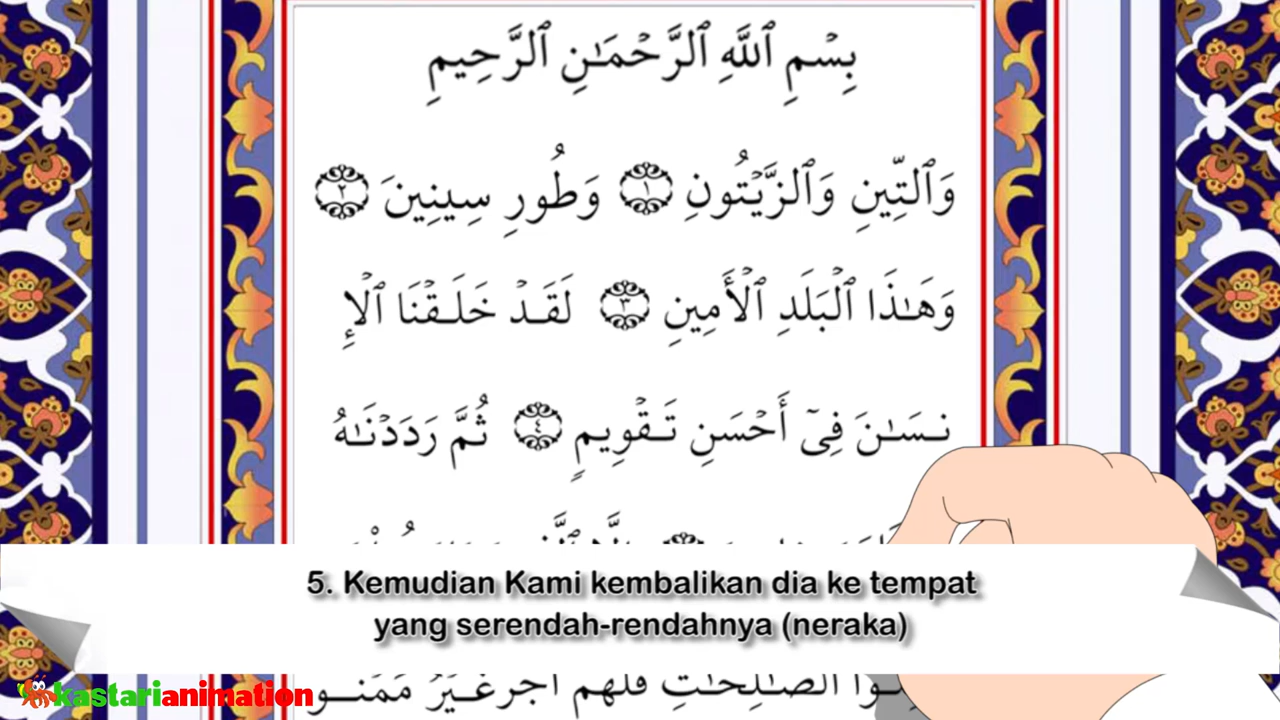 بِسْمِ ٱللَّهِ ٱلرَّحْمَـٰنِ ٱلرَّحِيمِ
وَٱلتِّينِ وَٱلزَّيْتُونِ ١ وَطُورِ سِينِينَ ٢
وَهَـٰذَا ٱلْبَلَدِ ٱلْأَمِينِ ٣ لَقَدْ خَلَقْنَا ٱلْإِ
نسَـٰنَ فِىٓ أَحْسَنِ تَقْوِيمٍ ٤ ثُمَّ رَدَدْنَـٰهُ
5. Kemudian Kami kembalikan dia ke tempat
yang serendah-rendahnya (neraka)
ٱلصَّـٰلِحَـٰتِ فَلَهُمْ أَجْرٌ غَيْرُ
kastarianimation